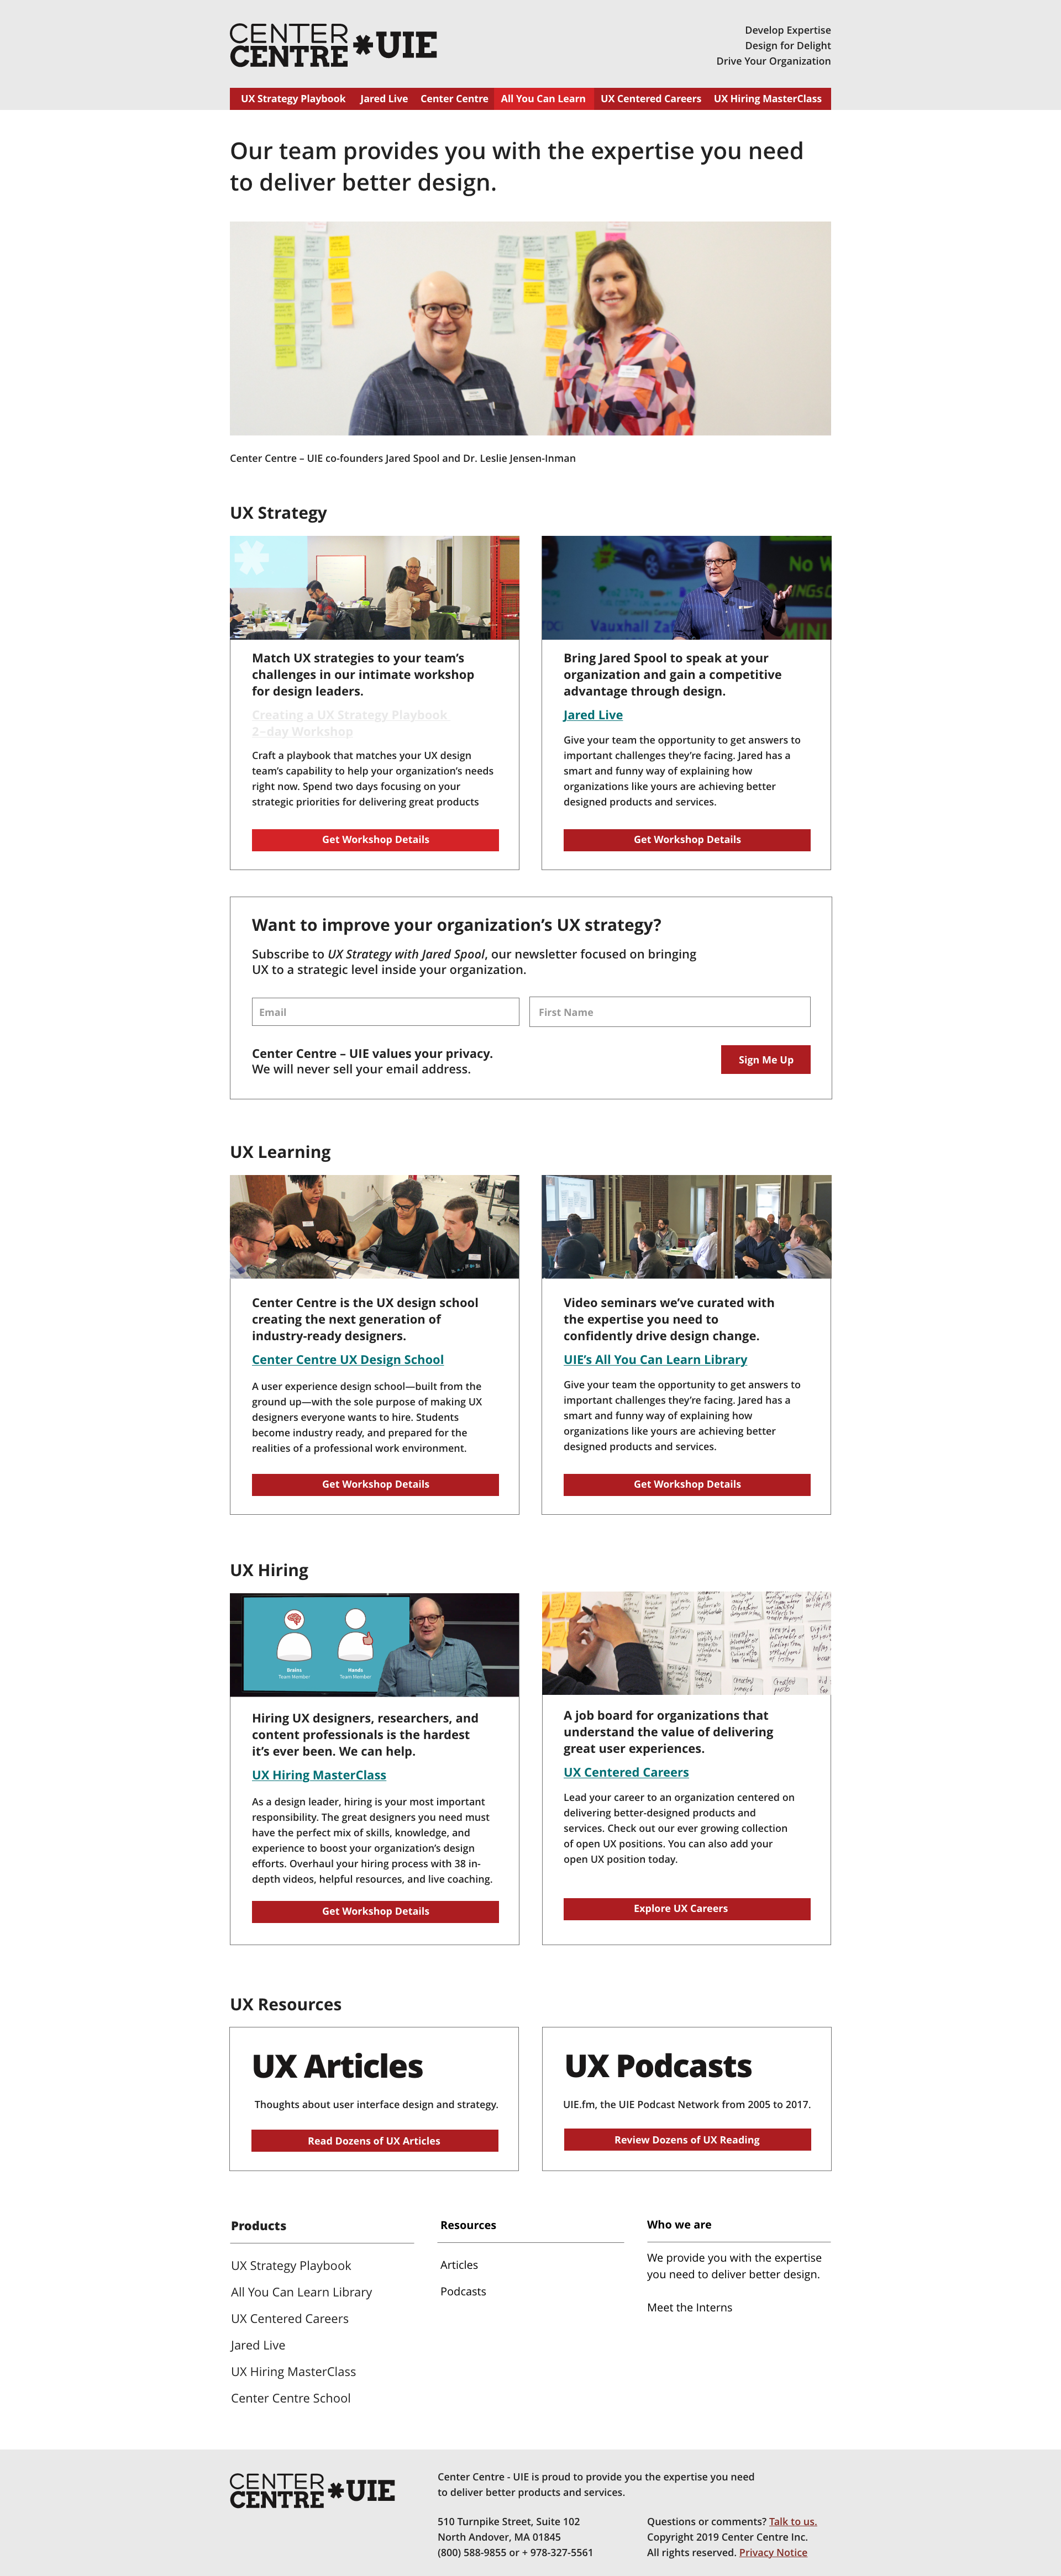 CENTER
CENTRE * UIE
Develop Expertise
Design for Delight
Drive Your Organization
UX Strategy Playbook Jared Live Center Centre All You Can Learn UX Centered Careers UX Hiring MasterClass
Our team provides you with the expertise you need
to deliver better design.
Center Centre – UIE co-founders Jared Spool and Dr. Leslie Jensen-Inman
UX Strategy
Match UX strategies to your team’s
challenges in our intimate workshop
for design leaders.
Creating a UX Strategy Playbook
2–day Workshop
Craft a playbook that matches your UX design
team’s capability to help your organization’s needs
right now. Spend two days focusing on your
strategic priorities for delivering great products
Get Workshop Details
No W
Vauxhall Zaf
MINI
Bring Jared Spool to speak at your
organization and gain a competitive
advantage through design.
Jared Live
Give your team the opportunity to get answers to
important challenges they’re facing. Jared has a
smart and funny way of explaining how
organizations like yours are achieving better
designed products and services.
Get Workshop Details
Want to improve your organization’s UX strategy?
Subscribe to UX Strategy with Jared Spool, our newsletter focused on bringing
UX to a strategic level inside your organization.
Email
First Name
Center Centre – UIE values your privacy.
We will never sell your email address.
Sign Me Up
UX Learning
Center Centre is the UX design school
creating the next generation of
industry-ready designers.
Center Centre UX Design School
A user experience design school—built from the
ground up—with the sole purpose of making UX
designers everyone wants to hire. Students
become industry ready, and prepared for the
realities of a professional work environment.
Get Workshop Details
Video seminars we’ve curated with
the expertise you need to
confidently drive design change.
UIE’s All You Can Learn Library
Give your team the opportunity to get answers to
important challenges they’re facing. Jared has a
smart and funny way of explaining how
organizations like yours are achieving better
designed products and services.
Get Workshop Details
UX Hiring
Brains
Team Member
Hands
Team Member
Hiring UX designers, researchers, and
content professionals is the hardest
it’s ever been. We can help.
UX Hiring MasterClass
As a design leader, hiring is your most important
responsibility. The great designers you need must
have the perfect mix of skills, knowledge, and
experience to boost your organization’s design
efforts. Overhaul your hiring process with 38 in-
depth videos, helpful resources, and live coaching.
Get Workshop Details
A job board for organizations that
understand the value of delivering
great user experiences.
UX Centered Careers
Lead your career to an organization centered on
delivering better-designed products and
services. Check out our ever growing collection
of open UX positions. You can also add your
open UX position today.
Explore UX Careers
UX Resources
UX Articles
Thoughts about user interface design and strategy.
Read Dozens of UX Articles
UX Podcasts
UIE.fm, the UIE Podcast Network from 2005 to 2017.
Review Dozens of UX Reading
Products
UX Strategy Playbook
All You Can Learn Library
UX Centered Careers
Jared Live
UX Hiring MasterClass
Center Centre School
Resources
Articles
Podcasts
Who we are
We provide you with the expertise
you need to deliver better design.
Meet the Interns
CENTER
CENTRE * UIE
Center Centre - UIE is proud to provide you the expertise you need
to deliver better products and services.
510 Turnpike Street, Suite 102
North Andover, MA 01845
(800) 588-9855 or + 978-327-5561
Questions or comments? Talk to us.
Copyright 2019 Center Centre Inc.
All rights reserved. Privacy Notice